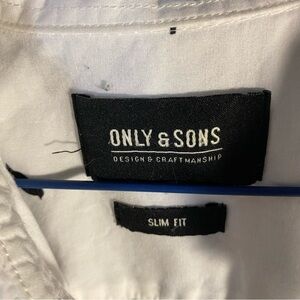 ONLY & SONS
DESIGN & CRAFTMANSHIP
SLIM FIT